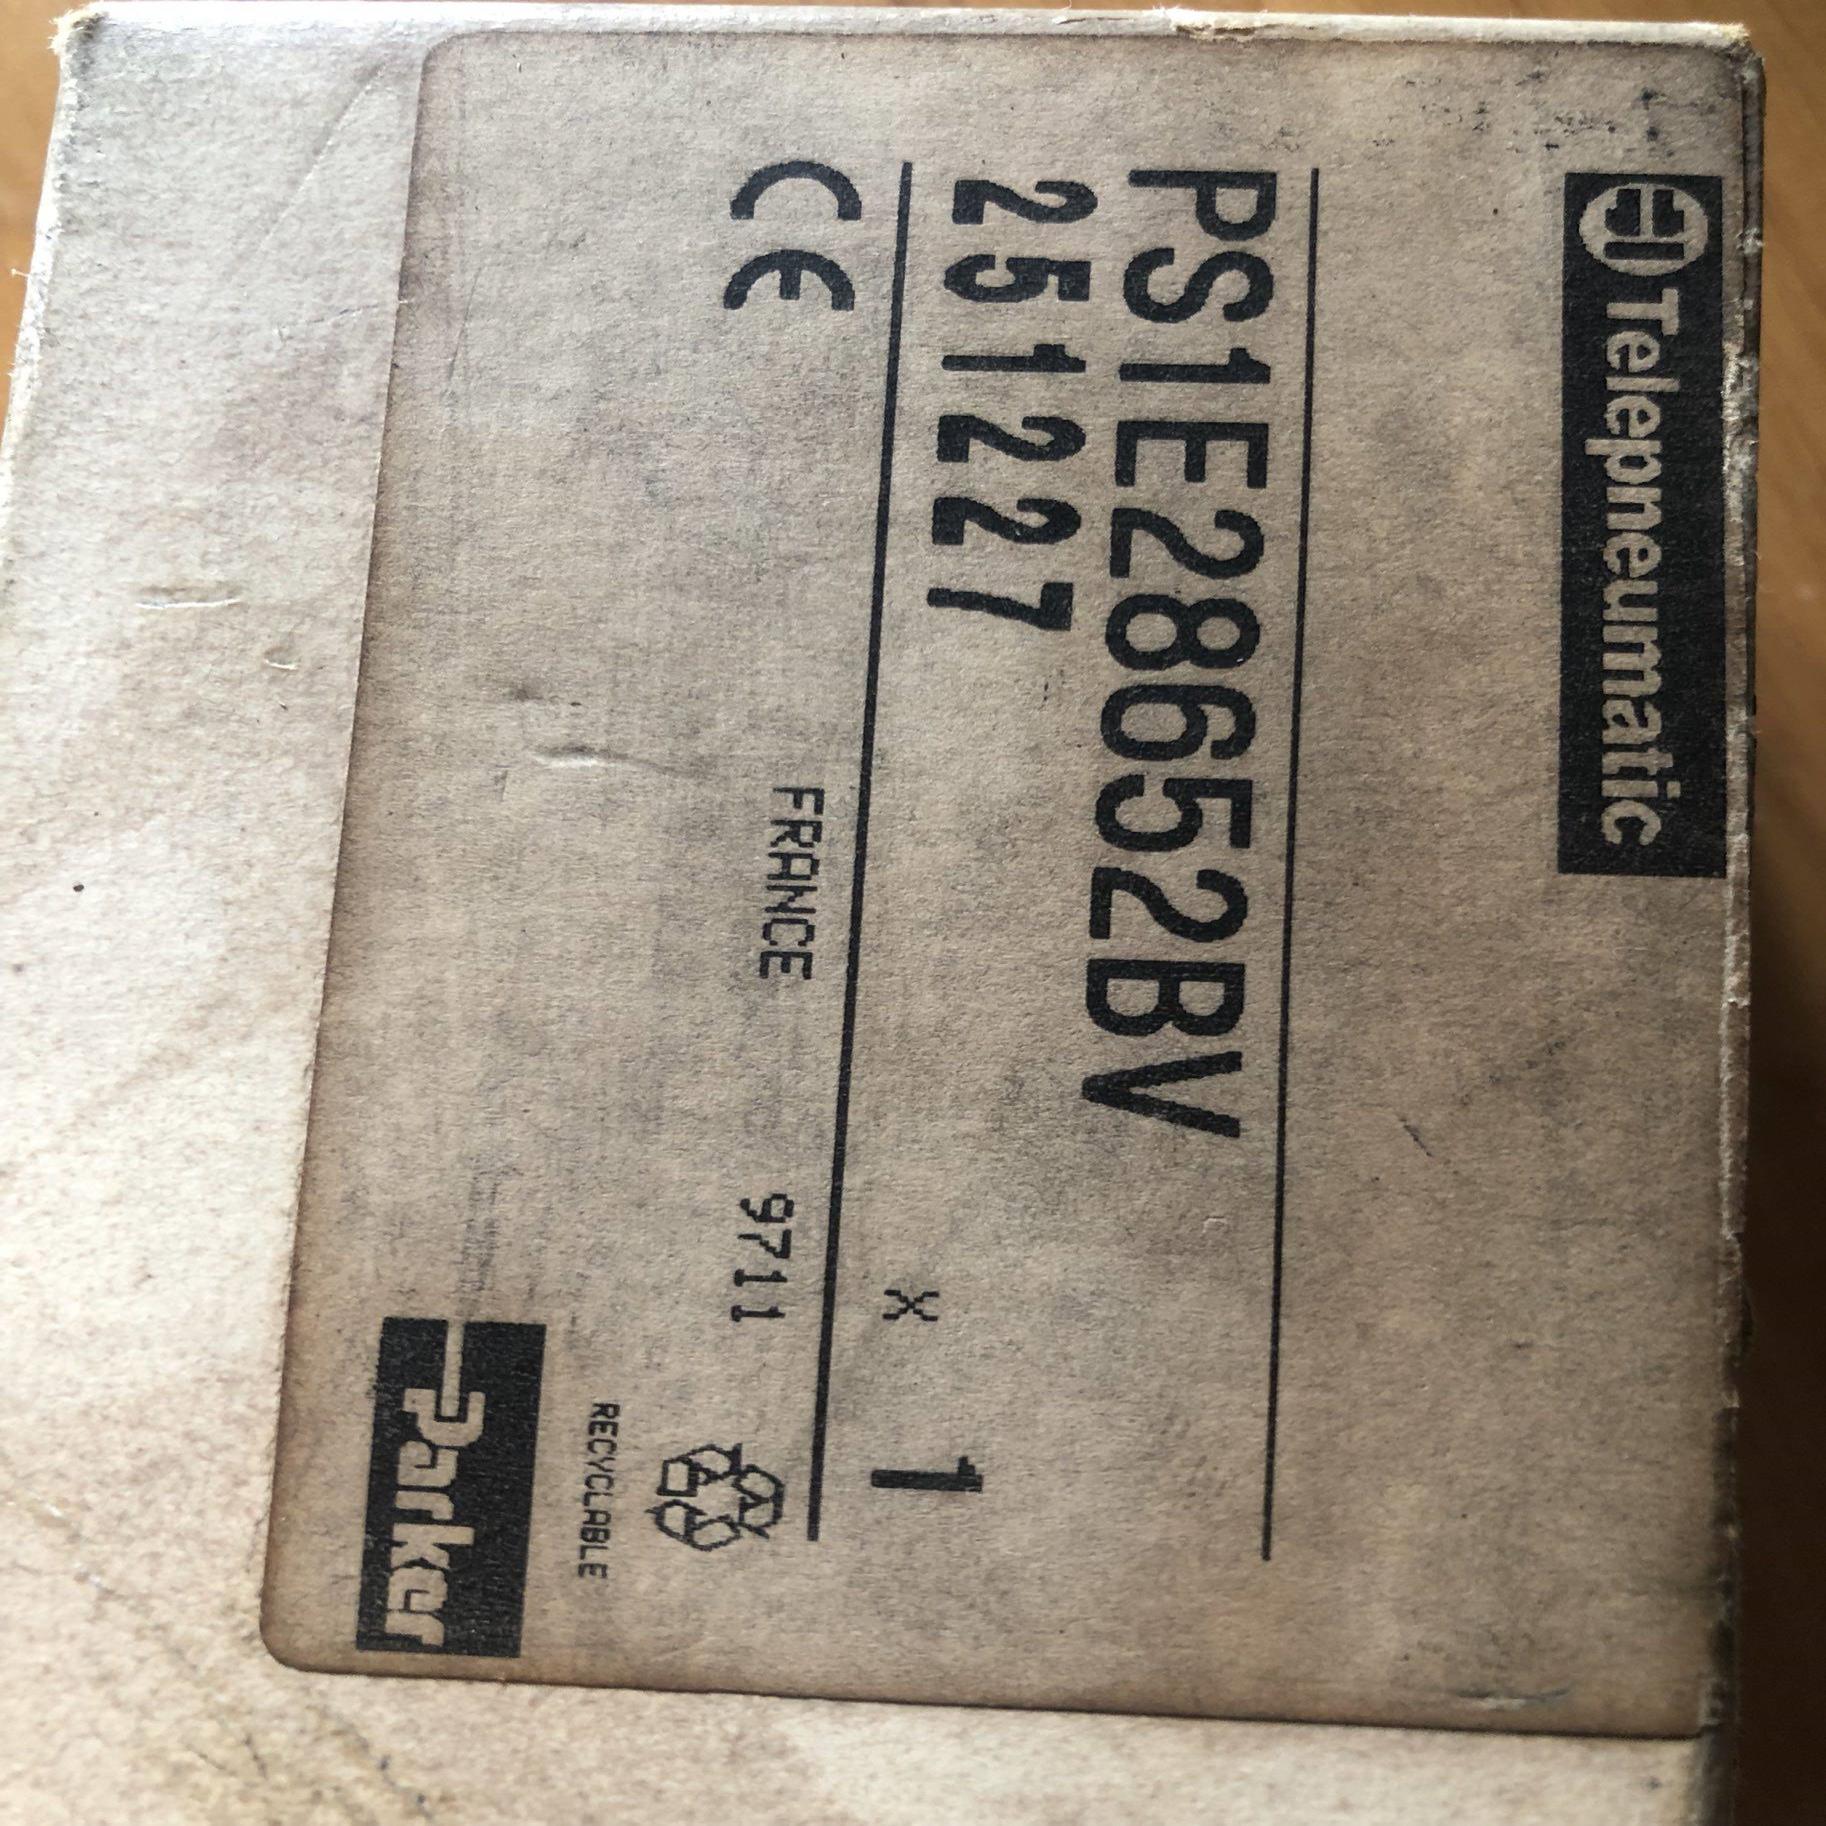 Telepneumatic
PS1E28652BV
251227
X 1
CE
FRANCE 9711
RECYCLABLE
Parker